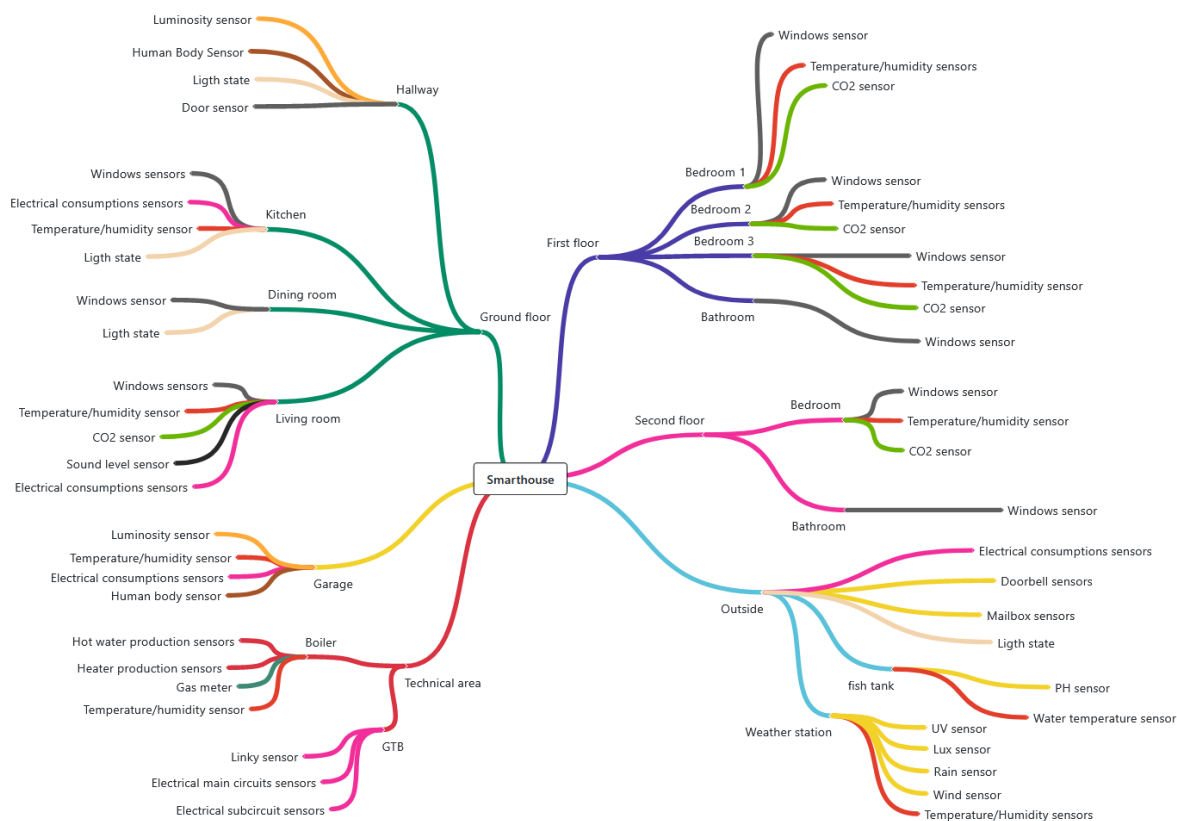 Luminosity sensor
Human Body Sensor
Ligth state
Door sensor
Hallway
Windows sensors
Electrical consumptions sensors
Temperature/humidity sensor
Ligth state
Kitchen
Windows sensor
Ligth state
Dining room
Ground floor
Windows sensors
Temperature/humidity sensor
CO2 sensor
Sound level sensor
Electrical consumptions sensors
Living room
Smarthouse
Luminosity sensor
Temperature/humidity sensor
Electrical consumptions sensors
Human body sensor
Garage
Hot water production sensors
Heater production sensors
Gas meter
Temperature/humidity sensor
Boiler
Technical area
Linky sensor
Electrical main circuits sensors
Electrical subcircuit sensors
GTB
First floor
Bedroom 1
Windows sensor
Temperature/humidity sensors
CO2 sensor
Bedroom 2
Windows sensor
Temperature/humidity sensors
CO2 sensor
Bedroom 3
Windows sensor
Temperature/humidity sensor
CO2 sensor
Bathroom
Windows sensor
Second floor
Bedroom
Windows sensor
Temperature/humidity sensor
CO2 sensor
Bathroom
Windows sensor
Outside
Electrical consumptions sensors
Doorbell sensors
Mailbox sensors
Ligth state
fish tank
PH sensor
Water temperature sensor
Weather station
UV sensor
Lux sensor
Rain sensor
Wind sensor
Temperature/Humidity sensors